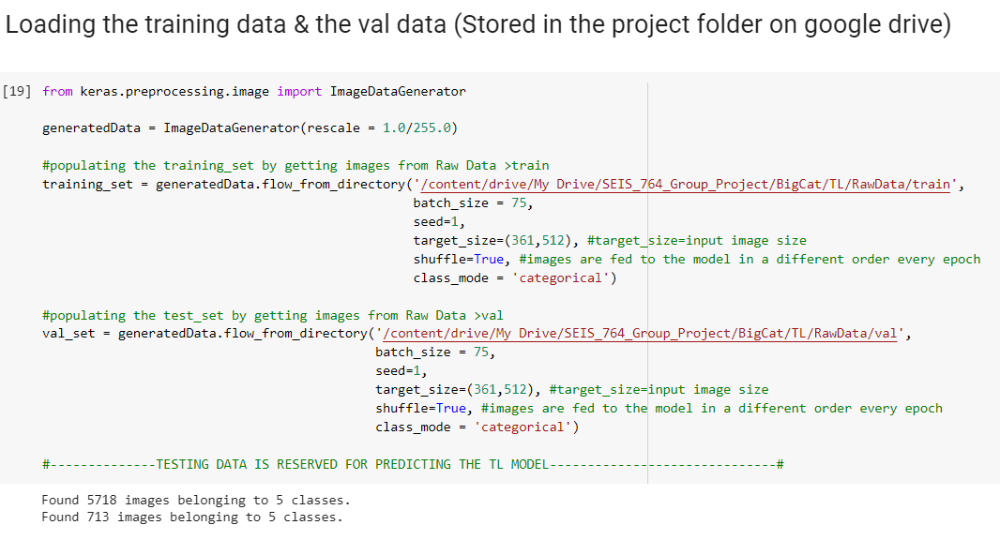 Loading the training data & the val data (Stored in the project folder on google drive)
[19] from keras.preprocessing.image import ImageDataGenerator
generatedData = ImageDataGenerator(rescale = 1.0/255.0)
#populating the training_set by getting images from Raw Data >train
training_set = generatedData.flow_from_directory('/content/drive/My Drive/SEIS_764_Group_Project/BigCat/TL/RawData/train',
batch_size = 75,
seed=1,
target_size=(361,512), #target_size=input image size
shuffle=True, #images are fed to the model in a different order every epoch
class_mode = 'categorical')
#populating the test_set by getting images from Raw Data >val
val_set = generatedData.flow_from_directory('/content/drive/My Drive/SEIS_764_Group_Project/BigCat/TL/RawData/val',
batch_size = 75,
seed=1,
target_size=(361,512), #target_size=input image size
shuffle=True, #images are fed to the model in a different order every epoch
class_mode = 'categorical')
#--------------TESTING DATA IS RESERVED FOR PREDICTING THE TL MODEL------------------------------#
Found 5718 images belonging to 5 classes.
Found 713 images belonging to 5 classes.